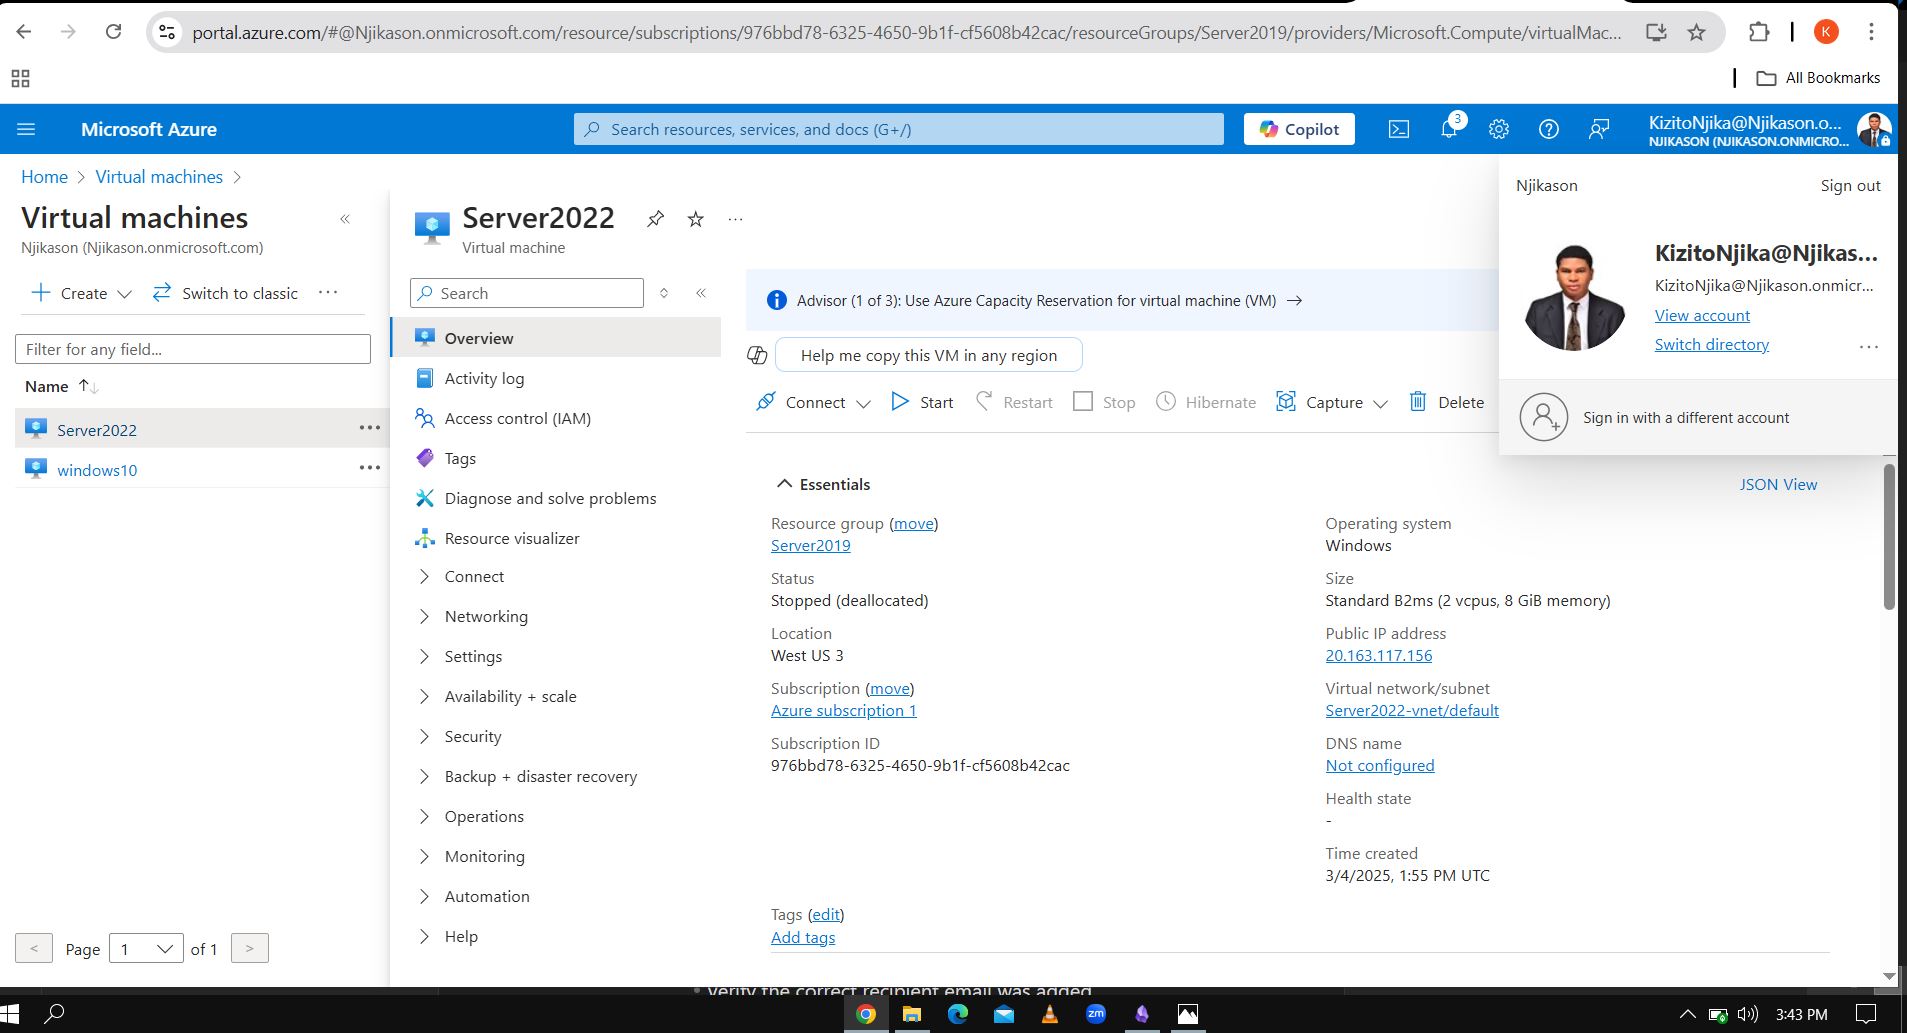 portal.azure.com/#@Njikason.onmicrosoft.com/resource/subscriptions/976bbd78-6325-4650-9b1f-cf5608b42cac/resourceGroups/Server2019/providers/Microsoft.Compute/virtualMac...
K
All Bookmarks
Microsoft Azure
Search resources, services, and docs (G+/)
Copilot
3
KizitoNjika@Njikason.o...
NJIKASON (NJIKASON.ONMICRO...
Home > Virtual machines >
Virtual machines
Njikason (Njikason.onmicrosoft.com)
Create
Switch to classic
Filter for any field...
Name
Server2022
windows10
Page 1 of 1
Server2022
Virtual machine
Search
Overview
Activity log
Access control (IAM)
Tags
Diagnose and solve problems
Resource visualizer
Connect
Networking
Settings
Availability + scale
Security
Backup + disaster recovery
Operations
Monitoring
Automation
Help
Advisor (1 of 3): Use Azure Capacity Reservation for virtual machine (VM) →
Help me copy this VM in any region
Connect
Start
Restart
Stop
Hibernate
Capture
Delete
Njikason
Sign out
KizitoNjika@Njikas...
KizitoNjika@Njikason.onmicr...
View account
Switch directory
Sign in with a different account
Essentials
JSON View
Resource group (move)
Server2019
Status
Stopped (deallocated)
Location
West US 3
Subscription (move)
Azure subscription 1
Subscription ID
976bbd78-6325-4650-9b1f-cf5608b42cac
Operating system
Windows
Size
Standard B2ms (2 vcpus, 8 GiB memory)
Public IP address
20.163.117.156
Virtual network/subnet
Server2022-vnet/default
DNS name
Not configured
Health state
-
Time created
3/4/2025, 1:55 PM UTC
Tags (edit)
Add tags
Verify the correct recipient email was added
zm
3:43 PM